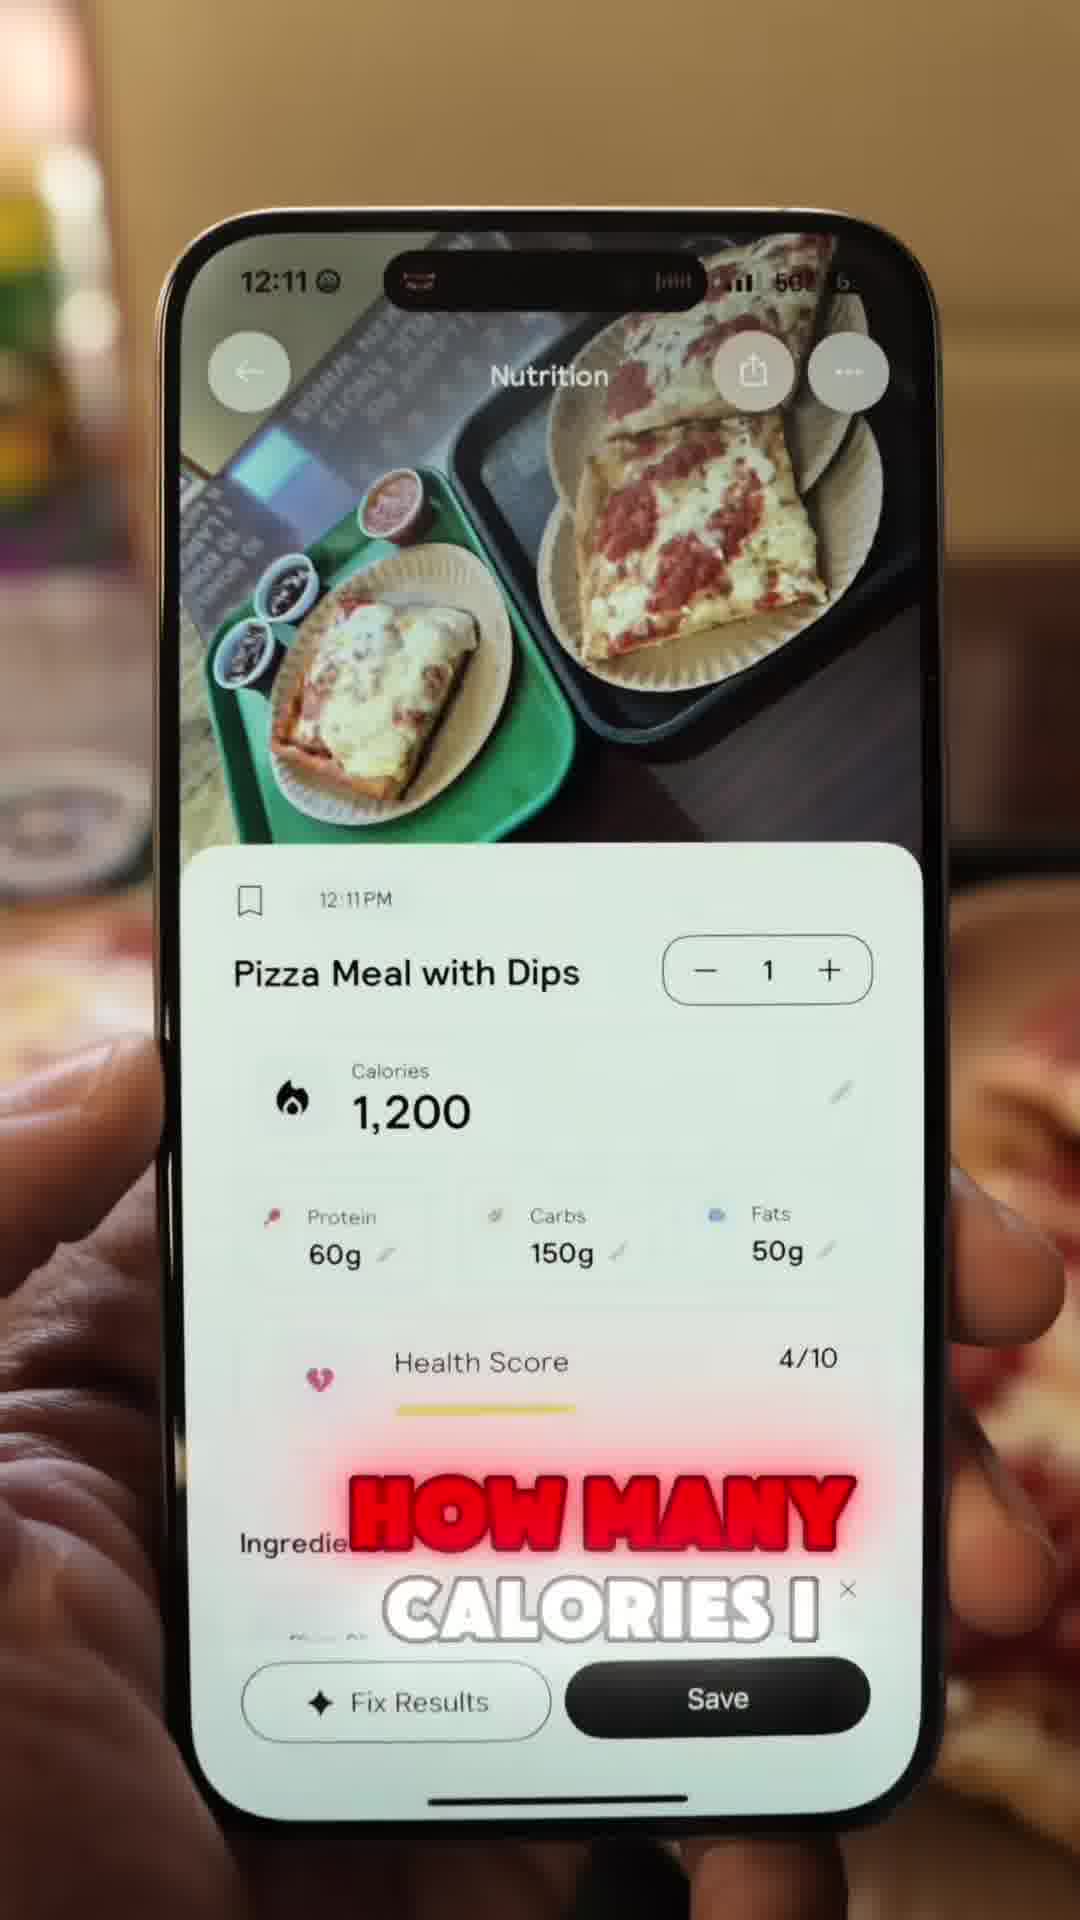 12:11
Nutrition
12:11 PM
Pizza Meal with Dips
1
Calories
1,200
Protein
60g
Carbs
150g
Fats
50g
Health Score
4/10
Ingredie
HOW MANY
CALORIES I
Fix Results
Save